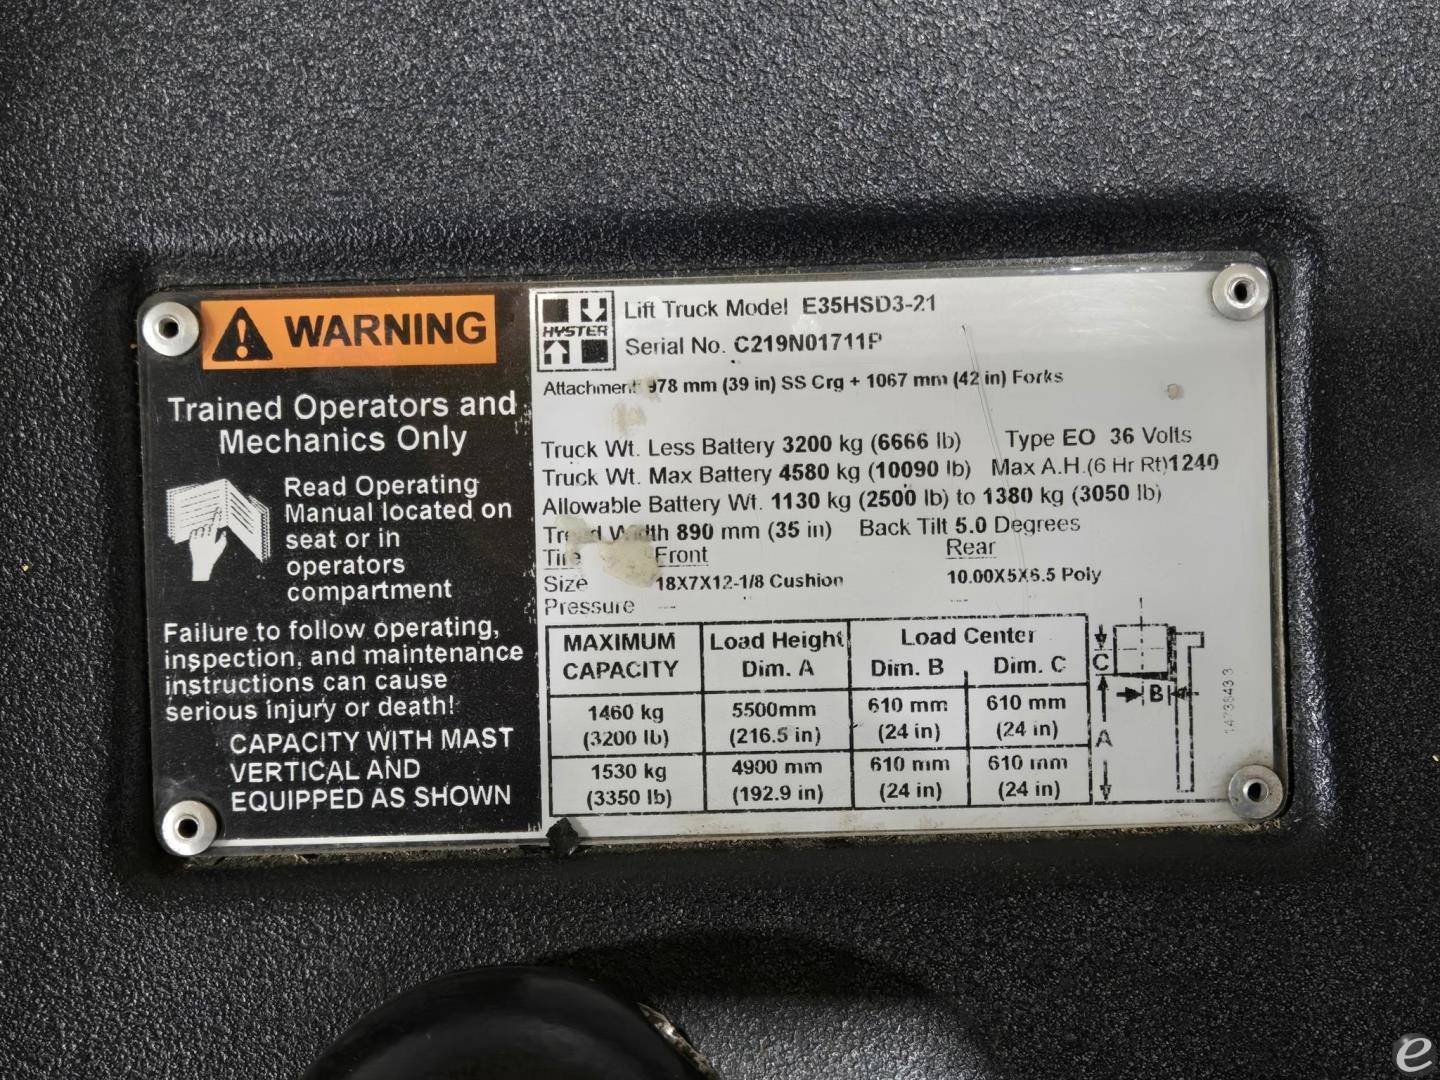 WARNING
Trained Operators and
Mechanics Only
Read Operating
Manual located on
seat or in
operators
compartment
Failure to follow operating,
inspection, and maintenance
instructions can cause
serious injury or death!
CAPACITY WITH MAST
VERTICAL AND
EQUIPPED AS SHOWN
HYSTER
Lift Truck Model E35HSD3-21
Serial No. C219N01711P
Attachment 978 mm (39 in) SS Crg + 1067 mm (42 in) Forks
Truck Wt. Less Battery 3200 kg (6666 lb) Type EO 36 Volts
Truck Wt. Max Battery 4580 kg (10090 lb) Max A.H.(6 Hr Rt)1240
Allowable Battery Wt. 1130 kg (2500 lb) to 1380 kg (3050 lb)
Tread Width 890 mm (35 in) Back Tilt 5.0 Degrees
Tire Front Rear
Size 18X7X12-1/8 Cushion 10.00X5X6.5 Poly
Pressure --- ---
MAXIMUM CAPACITY Load Height Dim. A Load Center Dim. B Dim. C
1460 kg 5500mm 610 mm 610 mm
(3200 lb) (216.5 in) (24 in) (24 in)
1530 kg 4900 mm 610 mm 610 mm
(3350 lb) (192.9 in) (24 in) (24 in)
C
B
A
e